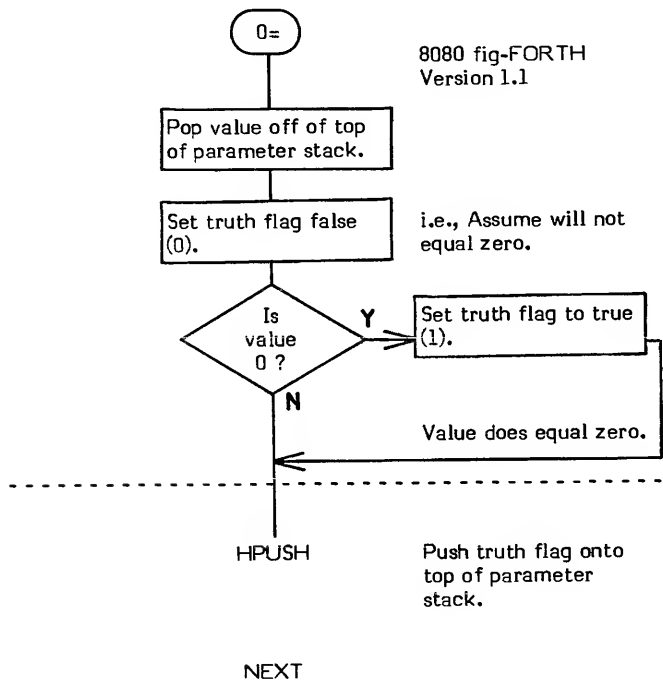 0=
8080 fig-FORTH
Version 1.1
Pop value off of top
of parameter stack.
Set truth flag false
(0).
i.e., Assume will not
equal zero.
Is
value
0 ?
Y
Set truth flag to true
(1).
N
Value does equal zero.
HPUSH
Push truth flag onto
top of parameter
stack.
NEXT